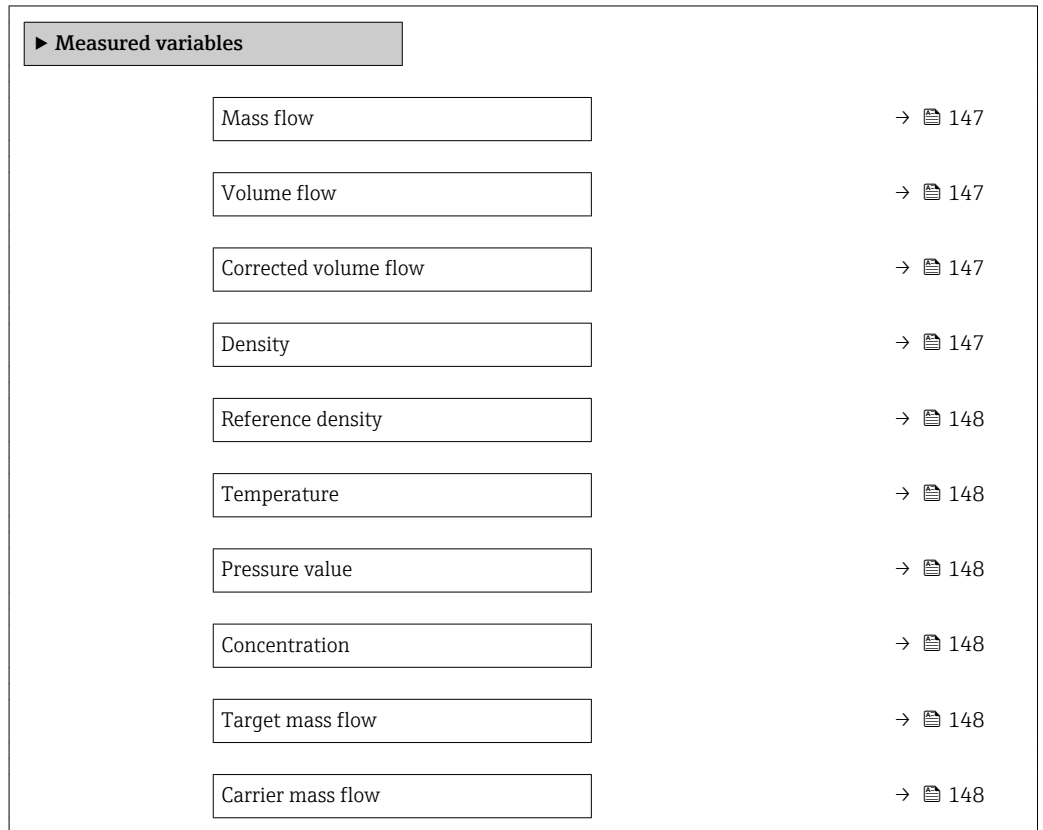 ▶ Measured variables
Mass flow → 🖹 147
Volume flow → 🖹 147
Corrected volume flow → 🖹 147
Density → 🖹 147
Reference density → 🖹 148
Temperature → 🖹 148
Pressure value → 🖹 148
Concentration → 🖹 148
Target mass flow → 🖹 148
Carrier mass flow → 🖹 148